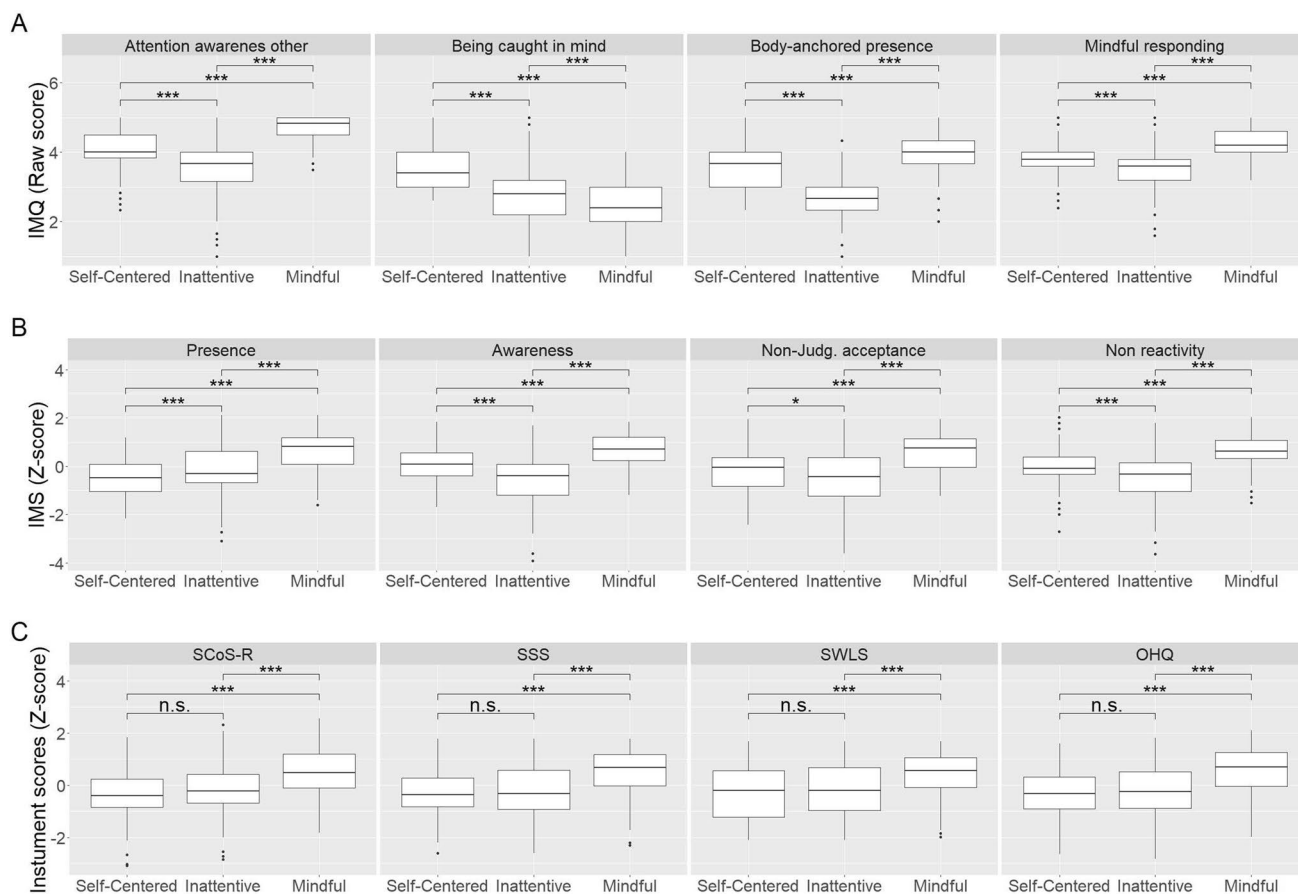 A
Attention awarenes other
Being caught in mind
Body-anchored presence
Mindful responding
IMQ (Raw score)
6
4
2
***
***
***
***
***
***
***
***
***
***
***
***
Self-Centered Inattentive Mindful
Self-Centered Inattentive Mindful
Self-Centered Inattentive Mindful
Self-Centered Inattentive Mindful
B
Presence
Awareness
Non-Judg. acceptance
Non reactivity
IMS (Z-score)
4
2
0
-2
-4
***
***
***
***
***
***
***
***
*
***
***
***
Self-Centered Inattentive Mindful
Self-Centered Inattentive Mindful
Self-Centered Inattentive Mindful
Self-Centered Inattentive Mindful
C
SCoS-R
SSS
SWLS
OHQ
Instument scores (Z-score)
4
2
0
-2
***
***
n.s.
***
***
n.s.
***
***
n.s.
***
***
n.s.
Self-Centered Inattentive Mindful
Self-Centered Inattentive Mindful
Self-Centered Inattentive Mindful
Self-Centered Inattentive Mindful